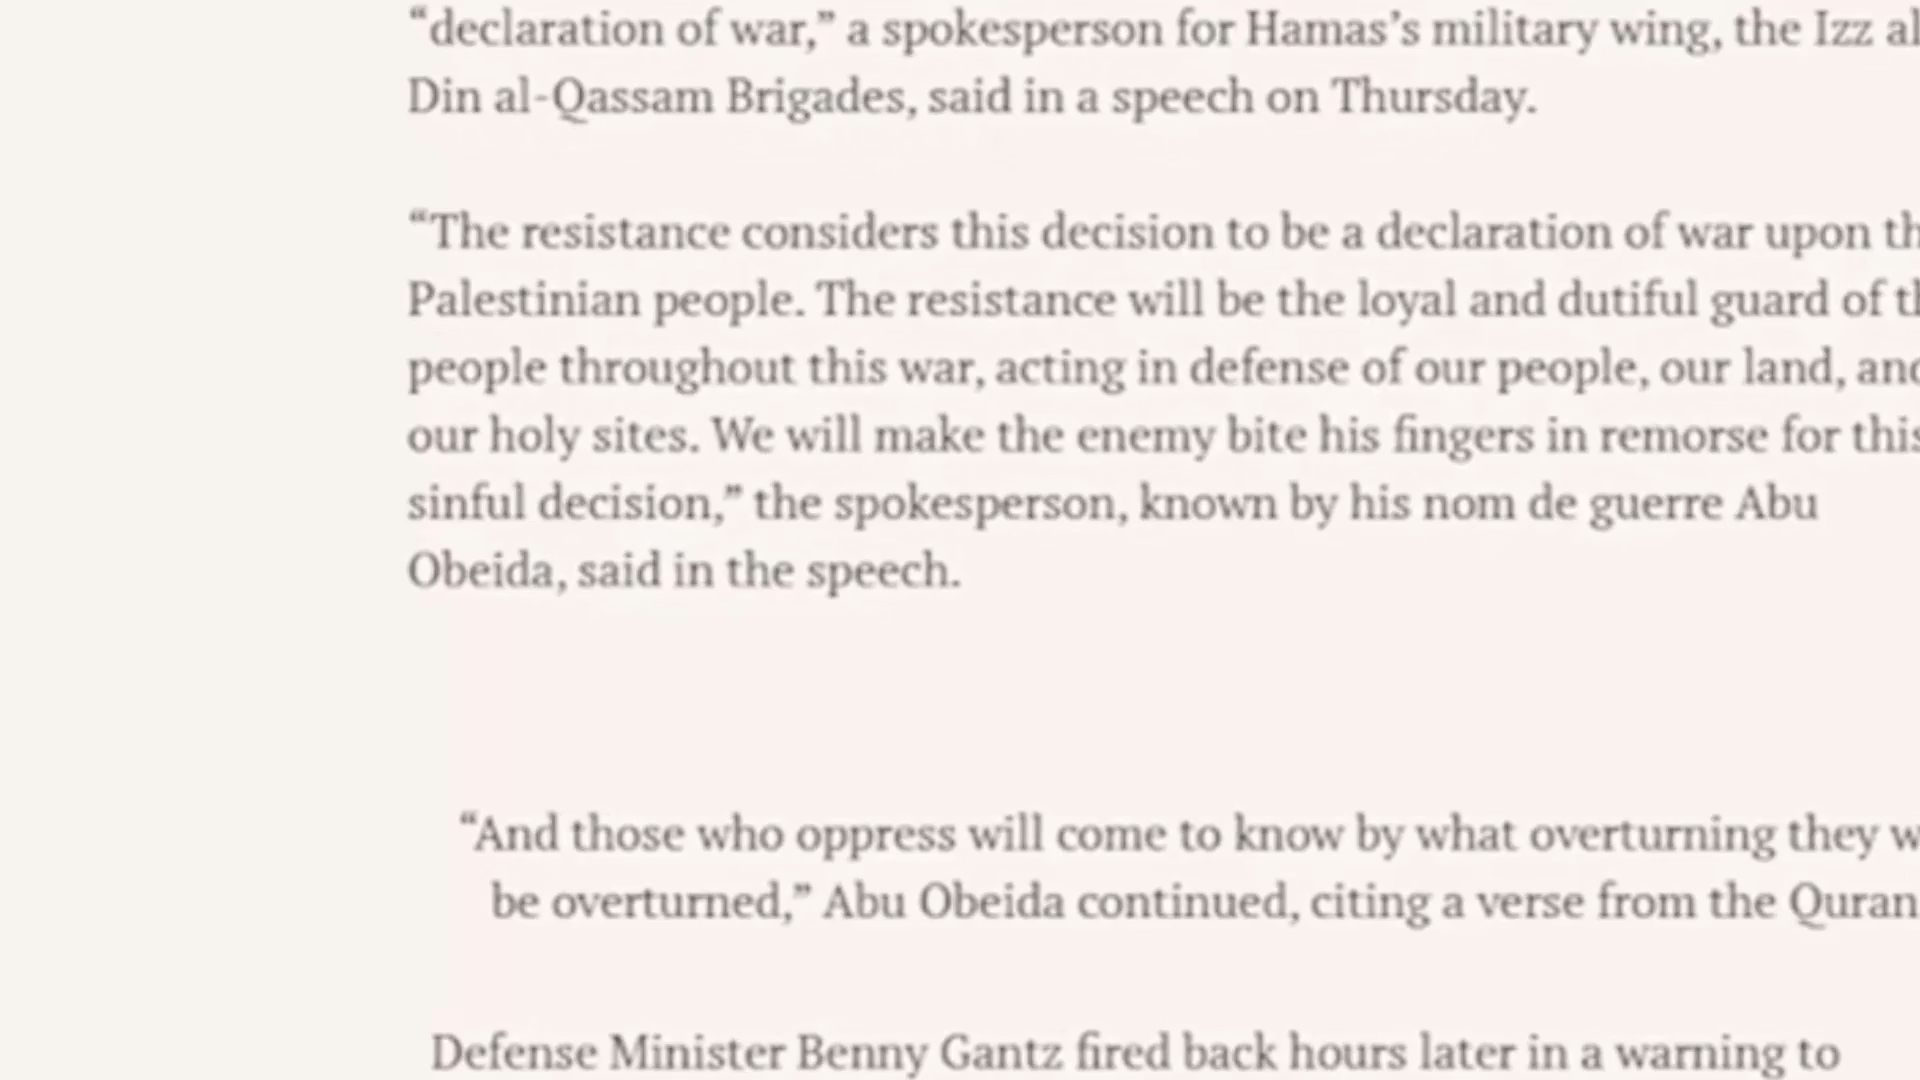 “declaration of war,” a spokesperson for Hamas’s military wing, the Izz al
Din al-Qassam Brigades, said in a speech on Thursday.
“The resistance considers this decision to be a declaration of war upon th
Palestinian people. The resistance will be the loyal and dutiful guard of th
people throughout this war, acting in defense of our people, our land, and
our holy sites. We will make the enemy bite his fingers in remorse for this
sinful decision,” the spokesperson, known by his nom de guerre Abu
Obeida, said in the speech.
“And those who oppress will come to know by what overturning they w
be overturned,” Abu Obeida continued, citing a verse from the Quran
Defense Minister Benny Gantz fired back hours later in a warning to